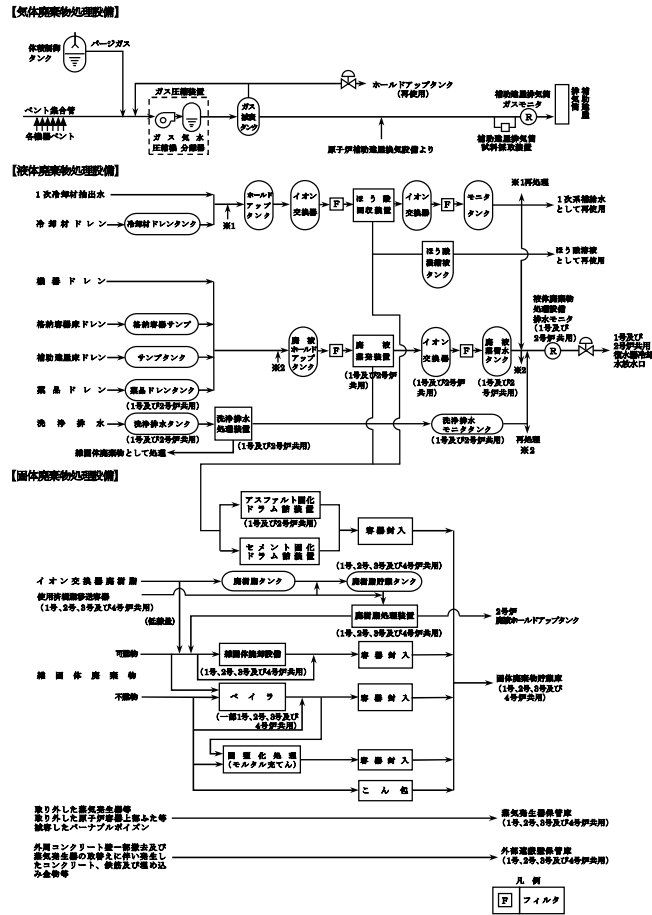 【気体廃棄物処理設備】
体積制御
タンク
パージガス
ガス圧縮装置
ホールドアップタンク
(再使用)
ベント集合管
各機器ベント
ガス
圧縮機
気水
分離器
ガス
減衰
タンク
補助建屋排気筒
ガスモニタ
R
排気筒
補助建屋
補助建屋排気筒
試料採取装置
原子炉補助建屋換気設備より
【液体廃棄物処理設備】
1次冷却材抽出水
冷却材ドレン
冷却材ドレンタンク
※1
ホールド
アップ
タンク
イオン
交換器
F
ほう酸
回収装置
イオン
交換器
F
モニタ
タンク
※1再処理
1次系補給水
として再使用
ほう酸
濃縮液
タンク
ほう酸溶液
として再使用
機器ドレン
格納容器床ドレン
格納容器サンプ
補助建屋床ドレン
サンプタンク
薬品ドレン
薬品ドレンタンク
(1号及び2号炉共用)
洗浄排水
洗浄排水タンク
(1号及び2号炉共用)
洗浄排水
処理装置
(1号及び2号炉共用)
雑固体廃棄物として処理
※2
廃液
ホールド
アップ
タンク
F
廃液
蒸発装置
(1号及び2号炉
共用)
イオン
交換器
(1号及び2号炉
共用)
F
廃液
蒸留水
タンク
(1号及び2
号炉共用)
※2
液体廃棄物
処理設備
排水モニタ
(1号及び
2号炉共用)
R
1号及び
2号炉共用
復水器冷却
水放水口
洗浄排水
モニタタンク
(1号及び2号炉共用)
再処理
※2
【固体廃棄物処理設備】
アスファルト固化
ドラム詰装置
(1号及び2号炉共用)
セメント固化
ドラム詰装置
容器封入
イオン交換器廃樹脂
廃樹脂タンク
(1号、2号、3号及び4号炉共用)
廃樹脂貯蔵タンク
使用済樹脂移送容器
(1号、2号、3号及び4号炉共用)
(低線量)
廃樹脂処理装置
(1号、2号、3号及び4号炉共用)
2号炉
廃液ホールドアップタンク
可燃物
雑固体焼却設備
(1号、2号、3号及び4号炉共用)
容器封入
雑固体廃棄物
不燃物
ベイラ
(一部1号、2号、3号及び
4号炉共用)
容器封入
固体廃棄物貯蔵庫
(1号、2号、3号及び
4号炉共用)
固型化処理
(モルタル充てん)
容器封入
こん包
取り外した蒸気発生器等
取り外した原子炉容器上部ふた等
減容したバーナブルポイズン
蒸気発生器保管庫
(1号、2号、3号及び4号炉共用)
外周コンクリート壁一部撤去及び
蒸気発生器の取替えに伴い発生し
たコンクリート、鉄筋及び埋め込
み金物等
外部遮蔽壁保管庫
(1号、2号、3号及び4号炉共用)
凡例
F
フィルタ